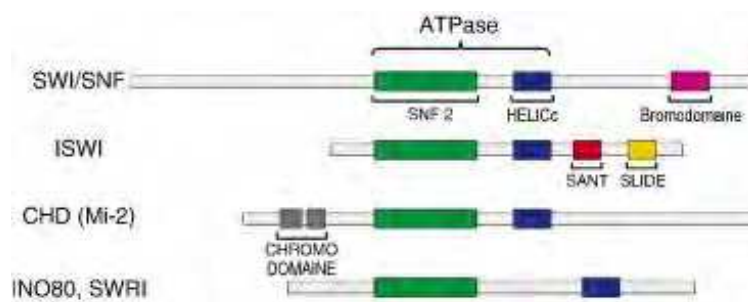 ATPase
SWI/SNF
SNF 2
HELICc
Bromodomaine
ISWI
SANT
SLIDE
CHD (Mi-2)
CHROMO
DOMAINE
INO80, SWRI